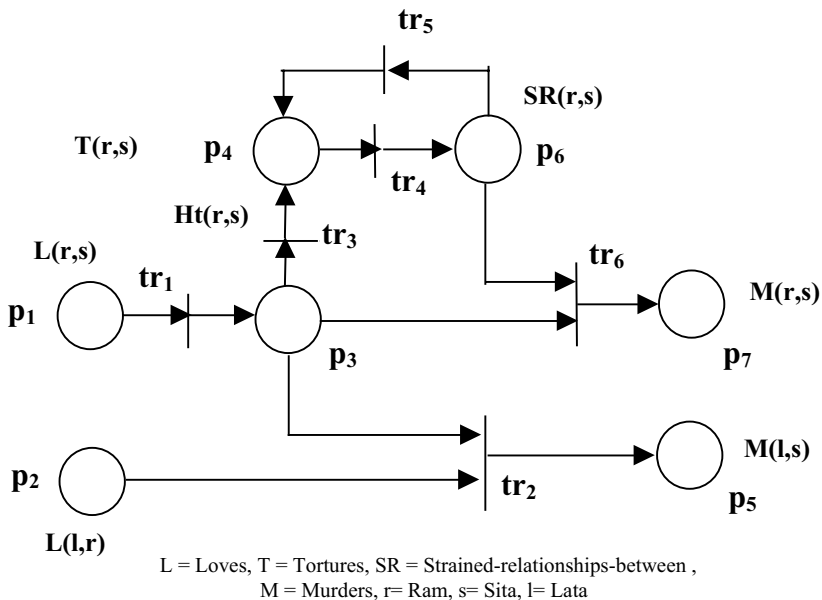 tr5
SR(r,s)
T(r,s)
p4
p6
tr4
Ht(r,s)
tr3
L(r,s)
tr1
tr6
M(r,s)
p1
p3
p7
p2
tr2
M(l,s)
p5
L(l,r)
L = Loves, T = Tortures, SR = Strained-relationships-between ,
M = Murders, r= Ram, s= Sita, l= Lata